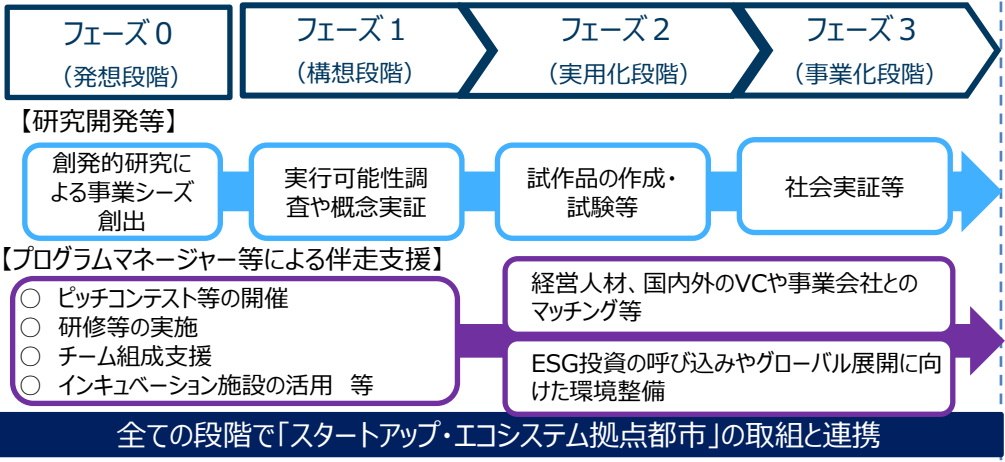 フェーズ0
(発想段階)
フェーズ1
(構想段階)
フェーズ2
(実用化段階)
フェーズ3
(事業化段階)
【研究開発等】
創発的研究に
よる事業シーズ
創出
実行可能性調
査や概念実証
試作品の作成・
試験等
社会実証等
【プログラムマネージャー等による伴走支援】
○ ピッチコンテスト等の開催
○ 研修等の実施
○ チーム組成支援
○ インキュベーション施設の活用 等
経営人材、国内外のVCや事業会社との
マッチング等
ESG投資の呼び込みやグローバル展開に向
けた環境整備
全ての段階で「スタートアップ・エコシステム拠点都市」の取組と連携